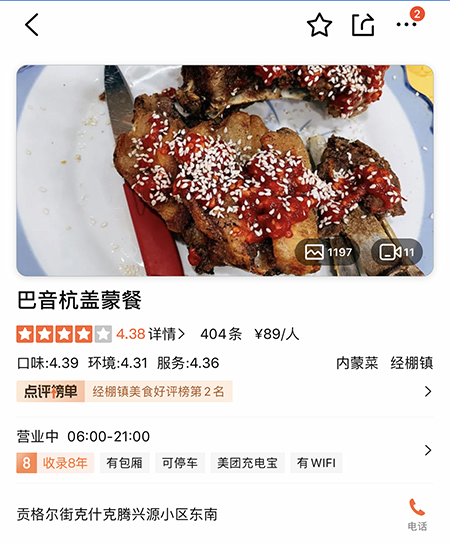 2
1197
11
巴音杭盖蒙餐
4.38 详情 404条 ¥89/人
口味:4.39 环境:4.31 服务:4.36 内蒙菜 经棚镇
点评榜单 经棚镇美食好评榜第2名
营业中 06:00-21:00
8 收录8年 有包厢 可停车 美团充电宝 有WIFI
贡格尔街克什克腾兴源小区东南
电话